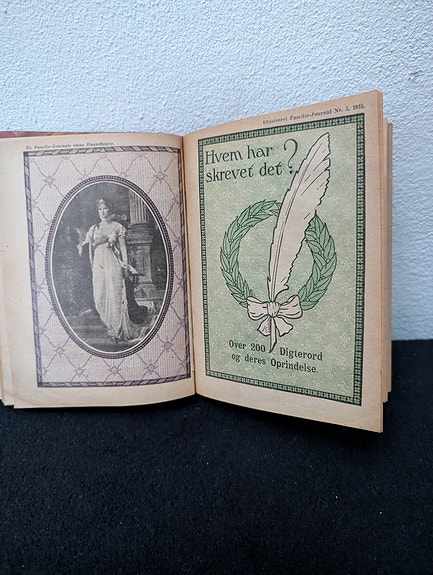 Ill. Familie-Journals smaa Haandbøger.
Illustreret Familie-Journal Nr. 5, 1925.
Hvem har
skrevet det?
Over 200 Digterord
og deres Oprindelse